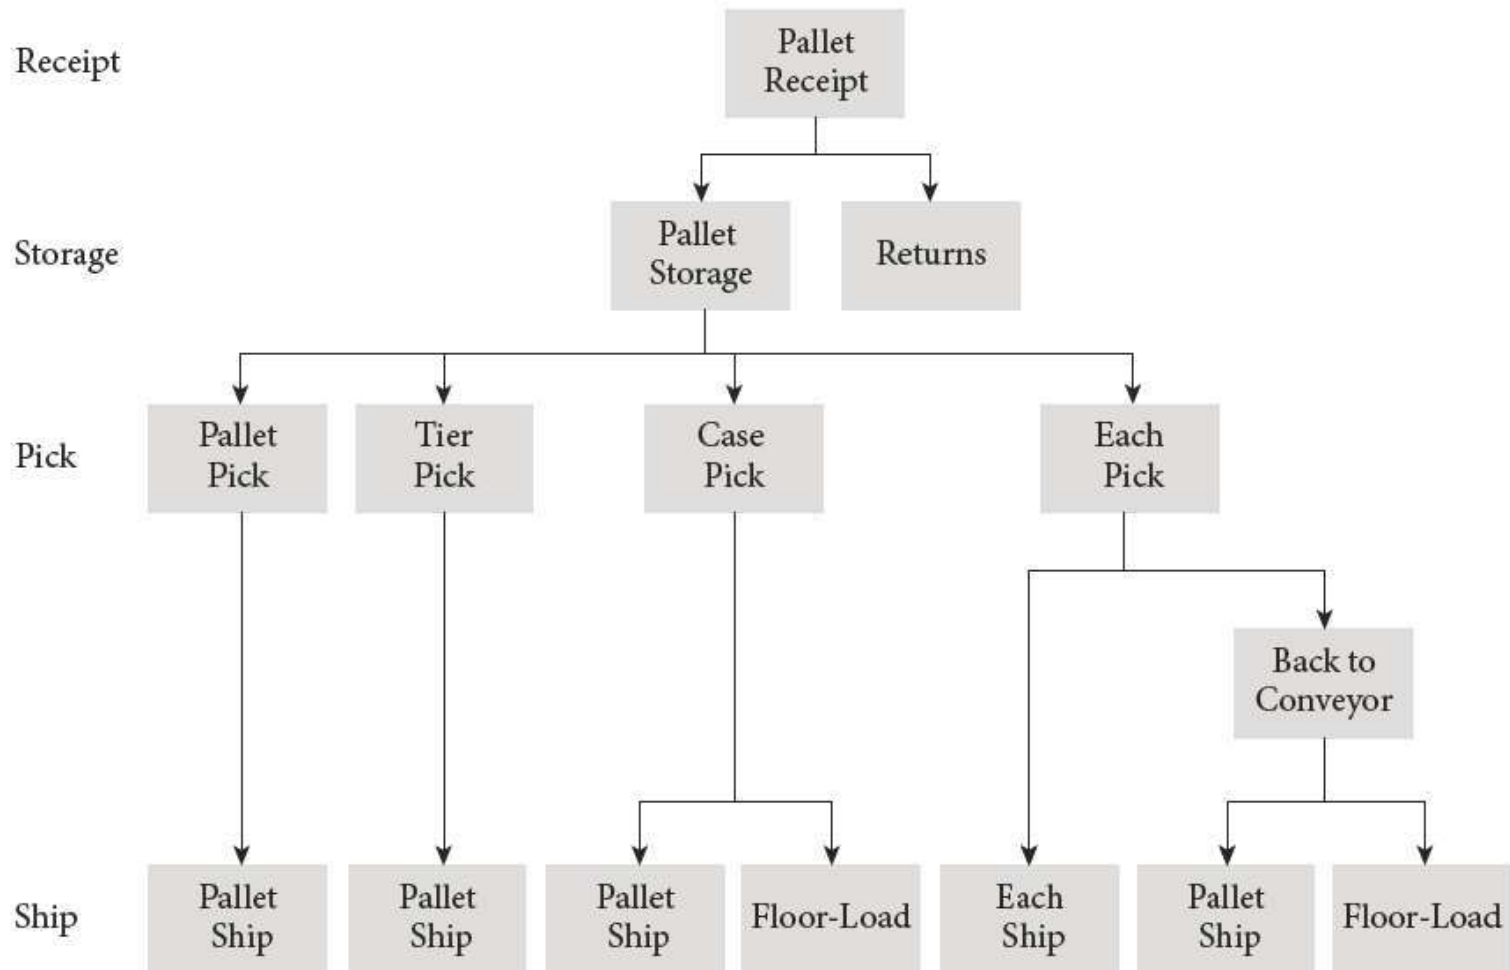 Receipt
Pallet
Receipt
Storage
Pallet
Storage
Returns
Pick
Pallet
Pick
Tier
Pick
Case
Pick
Each
Pick
Back to
Conveyor
Ship
Pallet
Ship
Pallet
Ship
Pallet
Ship
Floor-Load
Each
Ship
Pallet
Ship
Floor-Load